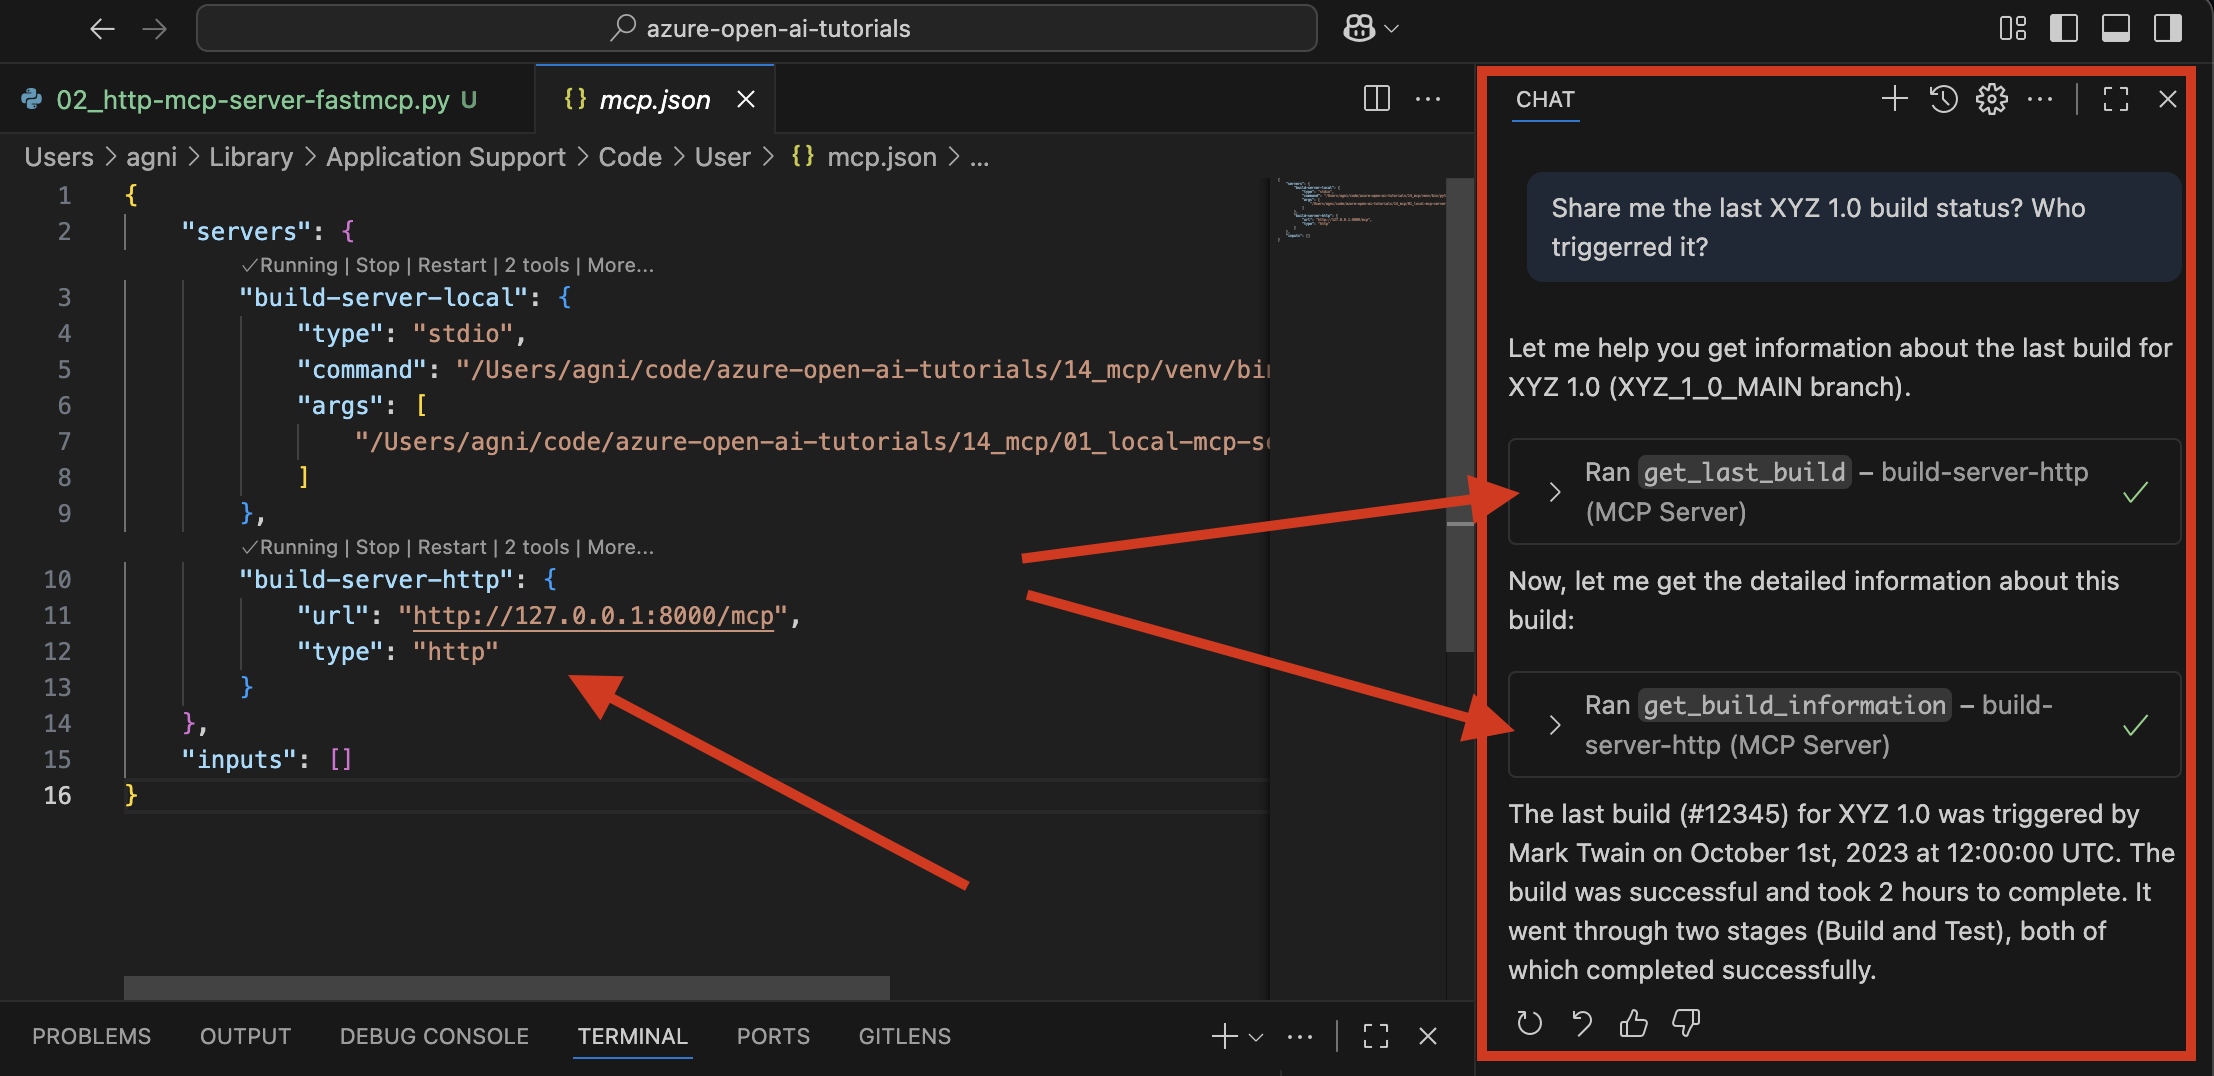 azure-open-ai-tutorials
02_http-mcp-server-fastmcp.py U
{} mcp.json
Users > agni > Library > Application Support > Code > User > {} mcp.json > ...
1 {
2 "servers": {
✓Running | Stop | Restart | 2 tools | More...
3 "build-server-local": {
4 "type": "stdio",
5 "command": "/Users/agni/code/azure-open-ai-tutorials/14_mcp/venv/bin
6 "args": [
7 "/Users/agni/code/azure-open-ai-tutorials/14_mcp/01_local-mcp-se
8 ]
9 },
✓Running | Stop | Restart | 2 tools | More...
10 "build-server-http": {
11 "url": "http://127.0.0.1:8000/mcp",
12 "type": "http"
13 }
14 },
15 "inputs": []
16 }
PROBLEMS OUTPUT DEBUG CONSOLE TERMINAL PORTS GITLENS
CHAT
Share me the last XYZ 1.0 build status? Who
triggerred it?
Let me help you get information about the last build for
XYZ 1.0 (XYZ_1_0_MAIN branch).
Ran get_last_build – build-server-http
(MCP Server)
Now, let me get the detailed information about this
build:
Ran get_build_information – build-
server-http (MCP Server)
The last build (#12345) for XYZ 1.0 was triggered by
Mark Twain on October 1st, 2023 at 12:00:00 UTC. The
build was successful and took 2 hours to complete. It
went through two stages (Build and Test), both of
which completed successfully.